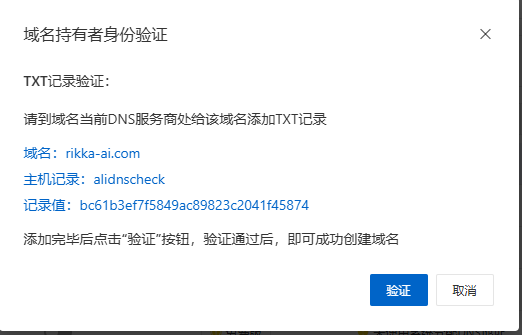 域名持有者身份验证
TXT记录验证：
请到域名当前DNS服务商处给该域名添加TXT记录
域名：rikka-ai.com
主机记录：alidnscheck
记录值：bc61b3ef7f5849ac89823c2041f45874
添加完毕后点击“验证”按钮，验证通过后，即可成功创建域名
验证 取消